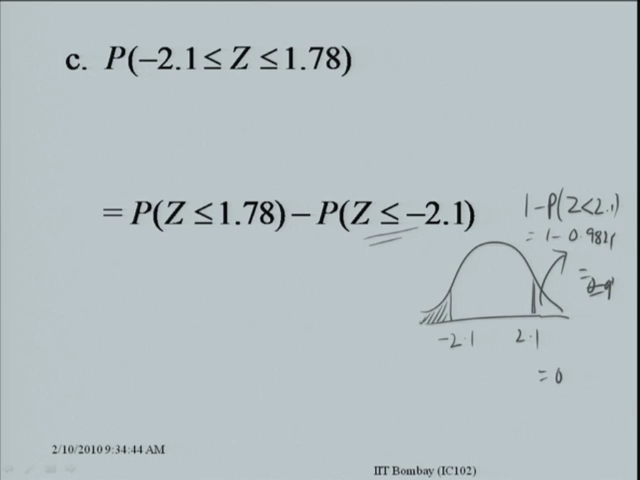 c. P(–2.1 ≤ Z ≤ 1.78)
= P(Z ≤ 1.78) – P(Z ≤ –2.1)
1-P(Z<2.1)
= 1- 0.9821
=
-2.1 2.1
= 0
2/10/2010 9:34:44 AM
IIT Bombay (IC102)